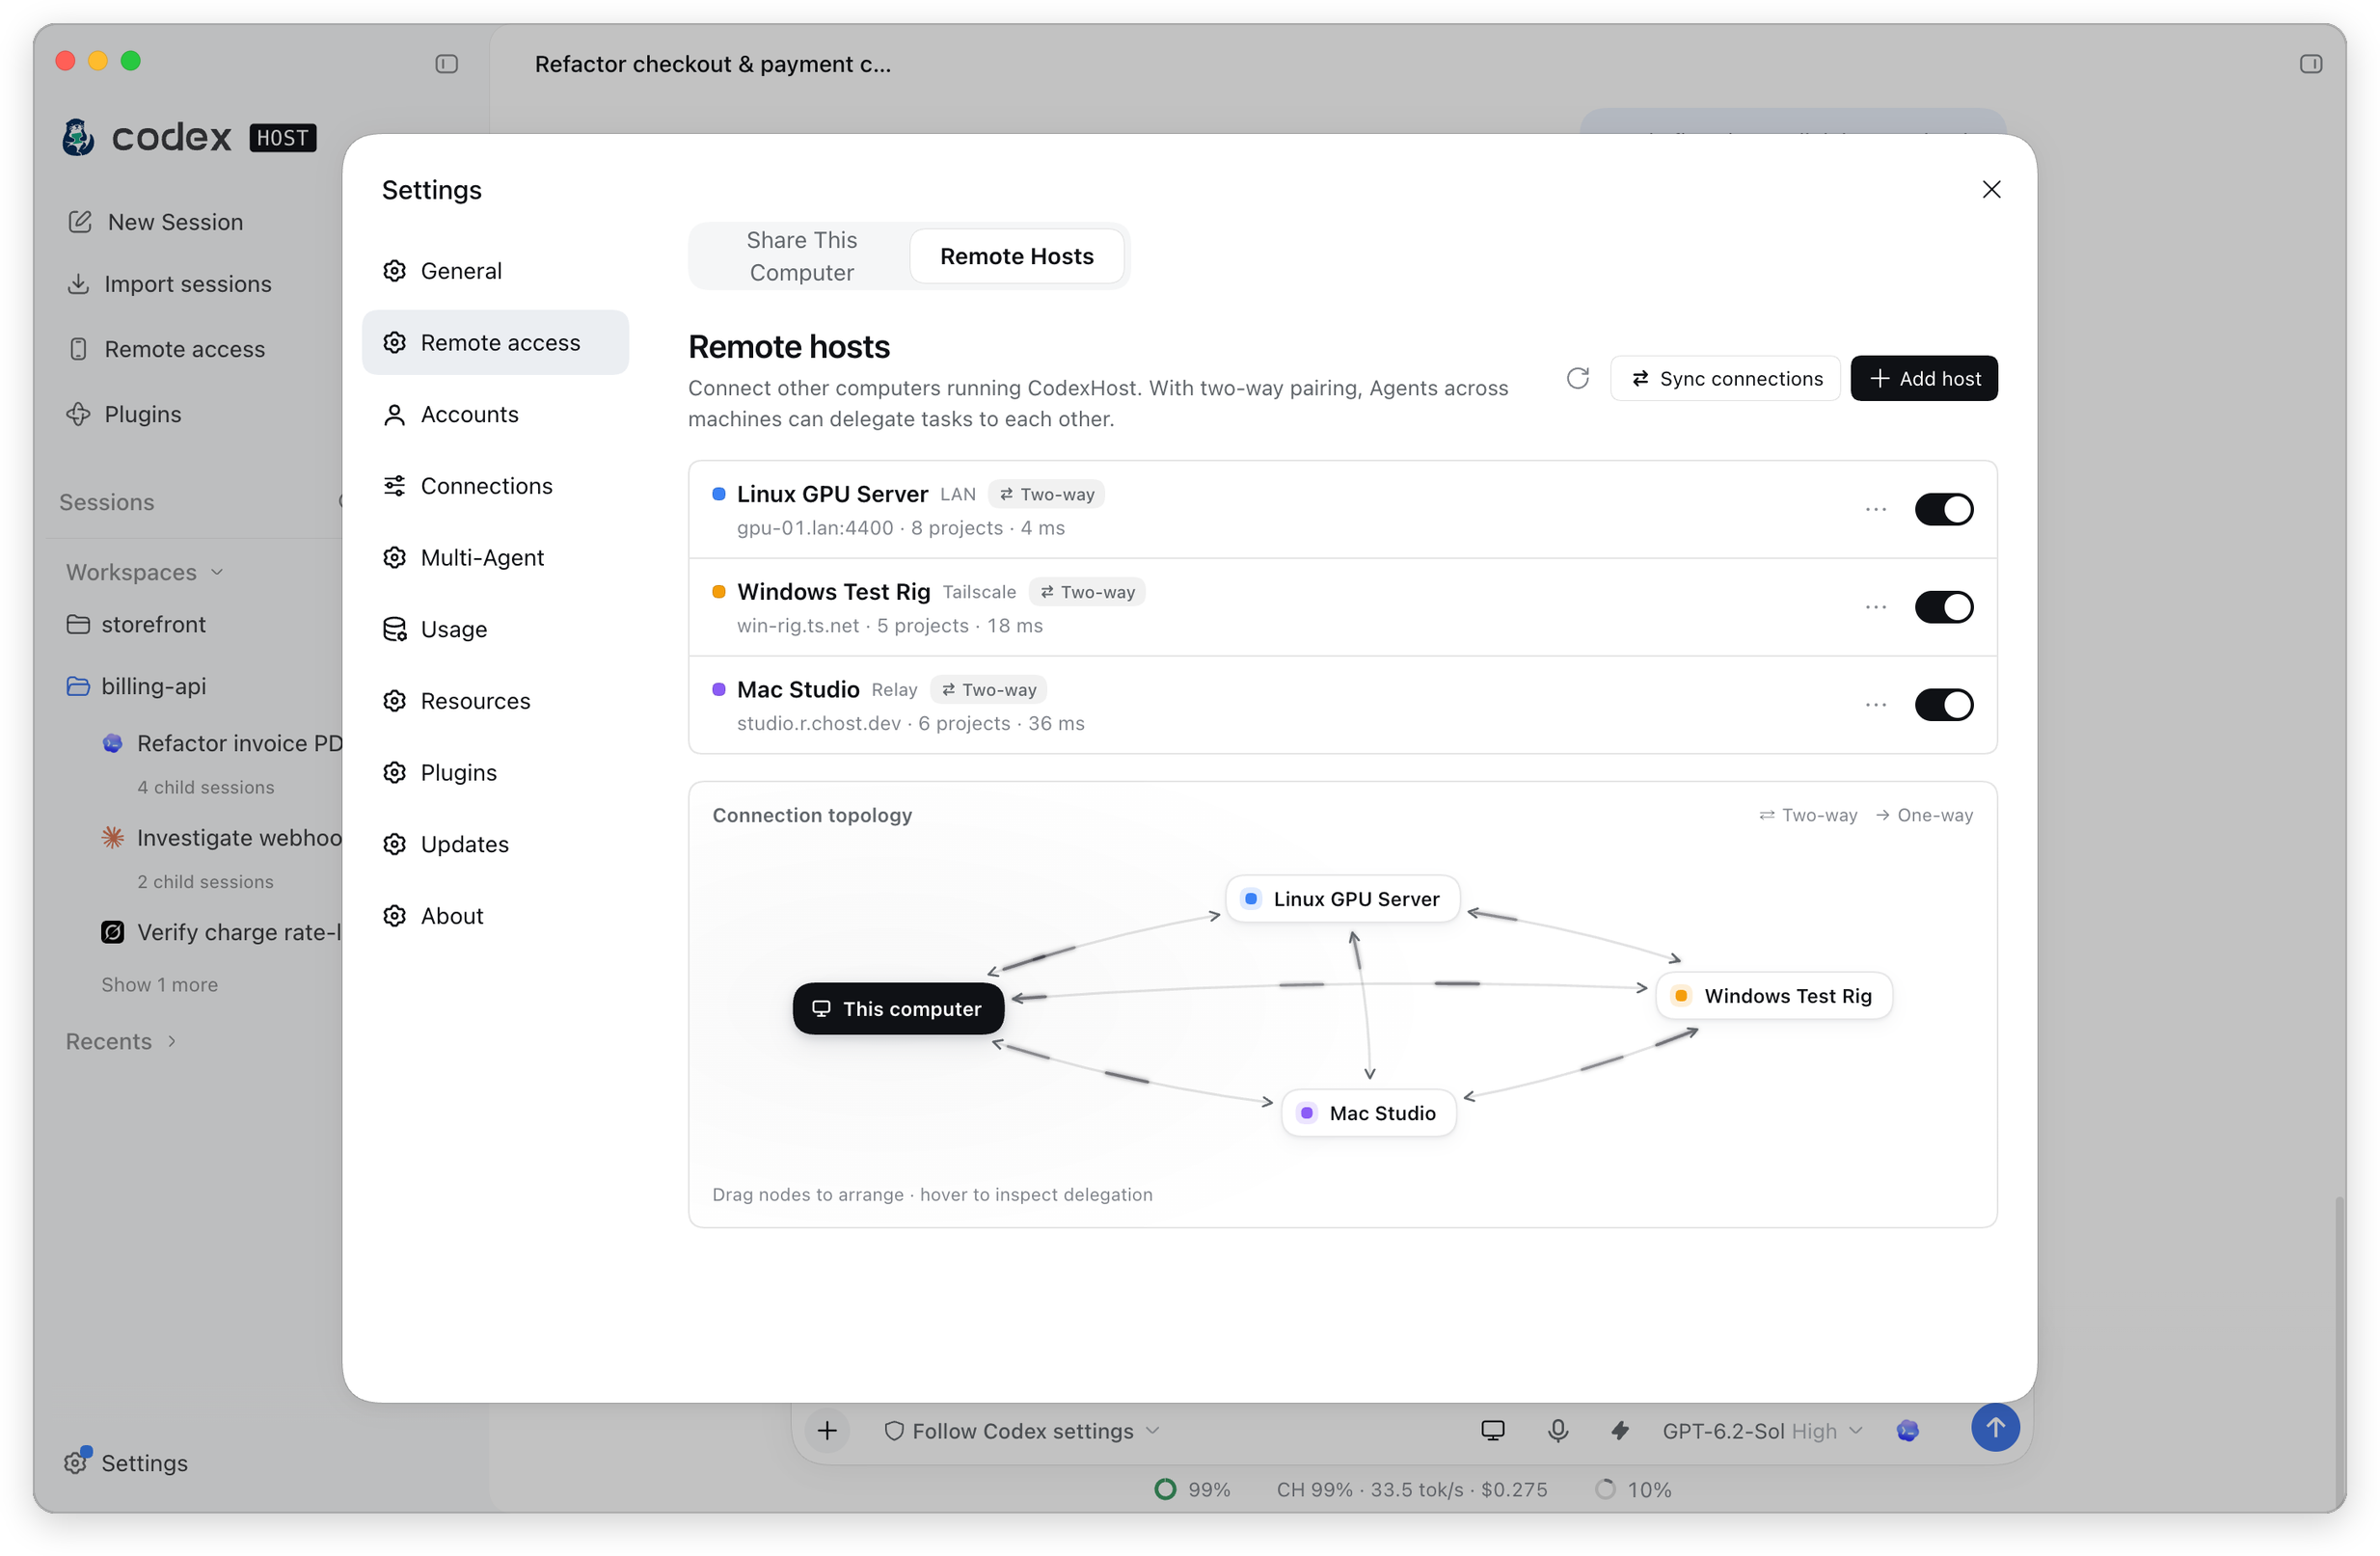 Refactor checkout & payment c...
codex HOST
New Session
Import sessions
Remote access
Plugins
Sessions
Workspaces
storefront
billing-api
Refactor invoice PD
4 child sessions
Investigate webhoo
2 child sessions
Verify charge rate-l
Show 1 more
Recents
Settings
Settings
General
Remote access
Accounts
Connections
Multi-Agent
Usage
Resources
Plugins
Updates
About
Share This
Computer
Remote Hosts
Remote hosts
Connect other computers running CodexHost. With two-way pairing, Agents across
machines can delegate tasks to each other.
Sync connections
Add host
Linux GPU Server LAN Two-way
gpu-01.lan:4400 · 8 projects · 4 ms
Windows Test Rig Tailscale Two-way
win-rig.ts.net · 5 projects · 18 ms
Mac Studio Relay Two-way
studio.r.chost.dev · 6 projects · 36 ms
Connection topology
Two-way One-way
Linux GPU Server
This computer
Windows Test Rig
Mac Studio
Drag nodes to arrange · hover to inspect delegation
Follow Codex settings
GPT-6.2-Sol High
99% CH 99% · 33.5 tok/s · $0.275 10%